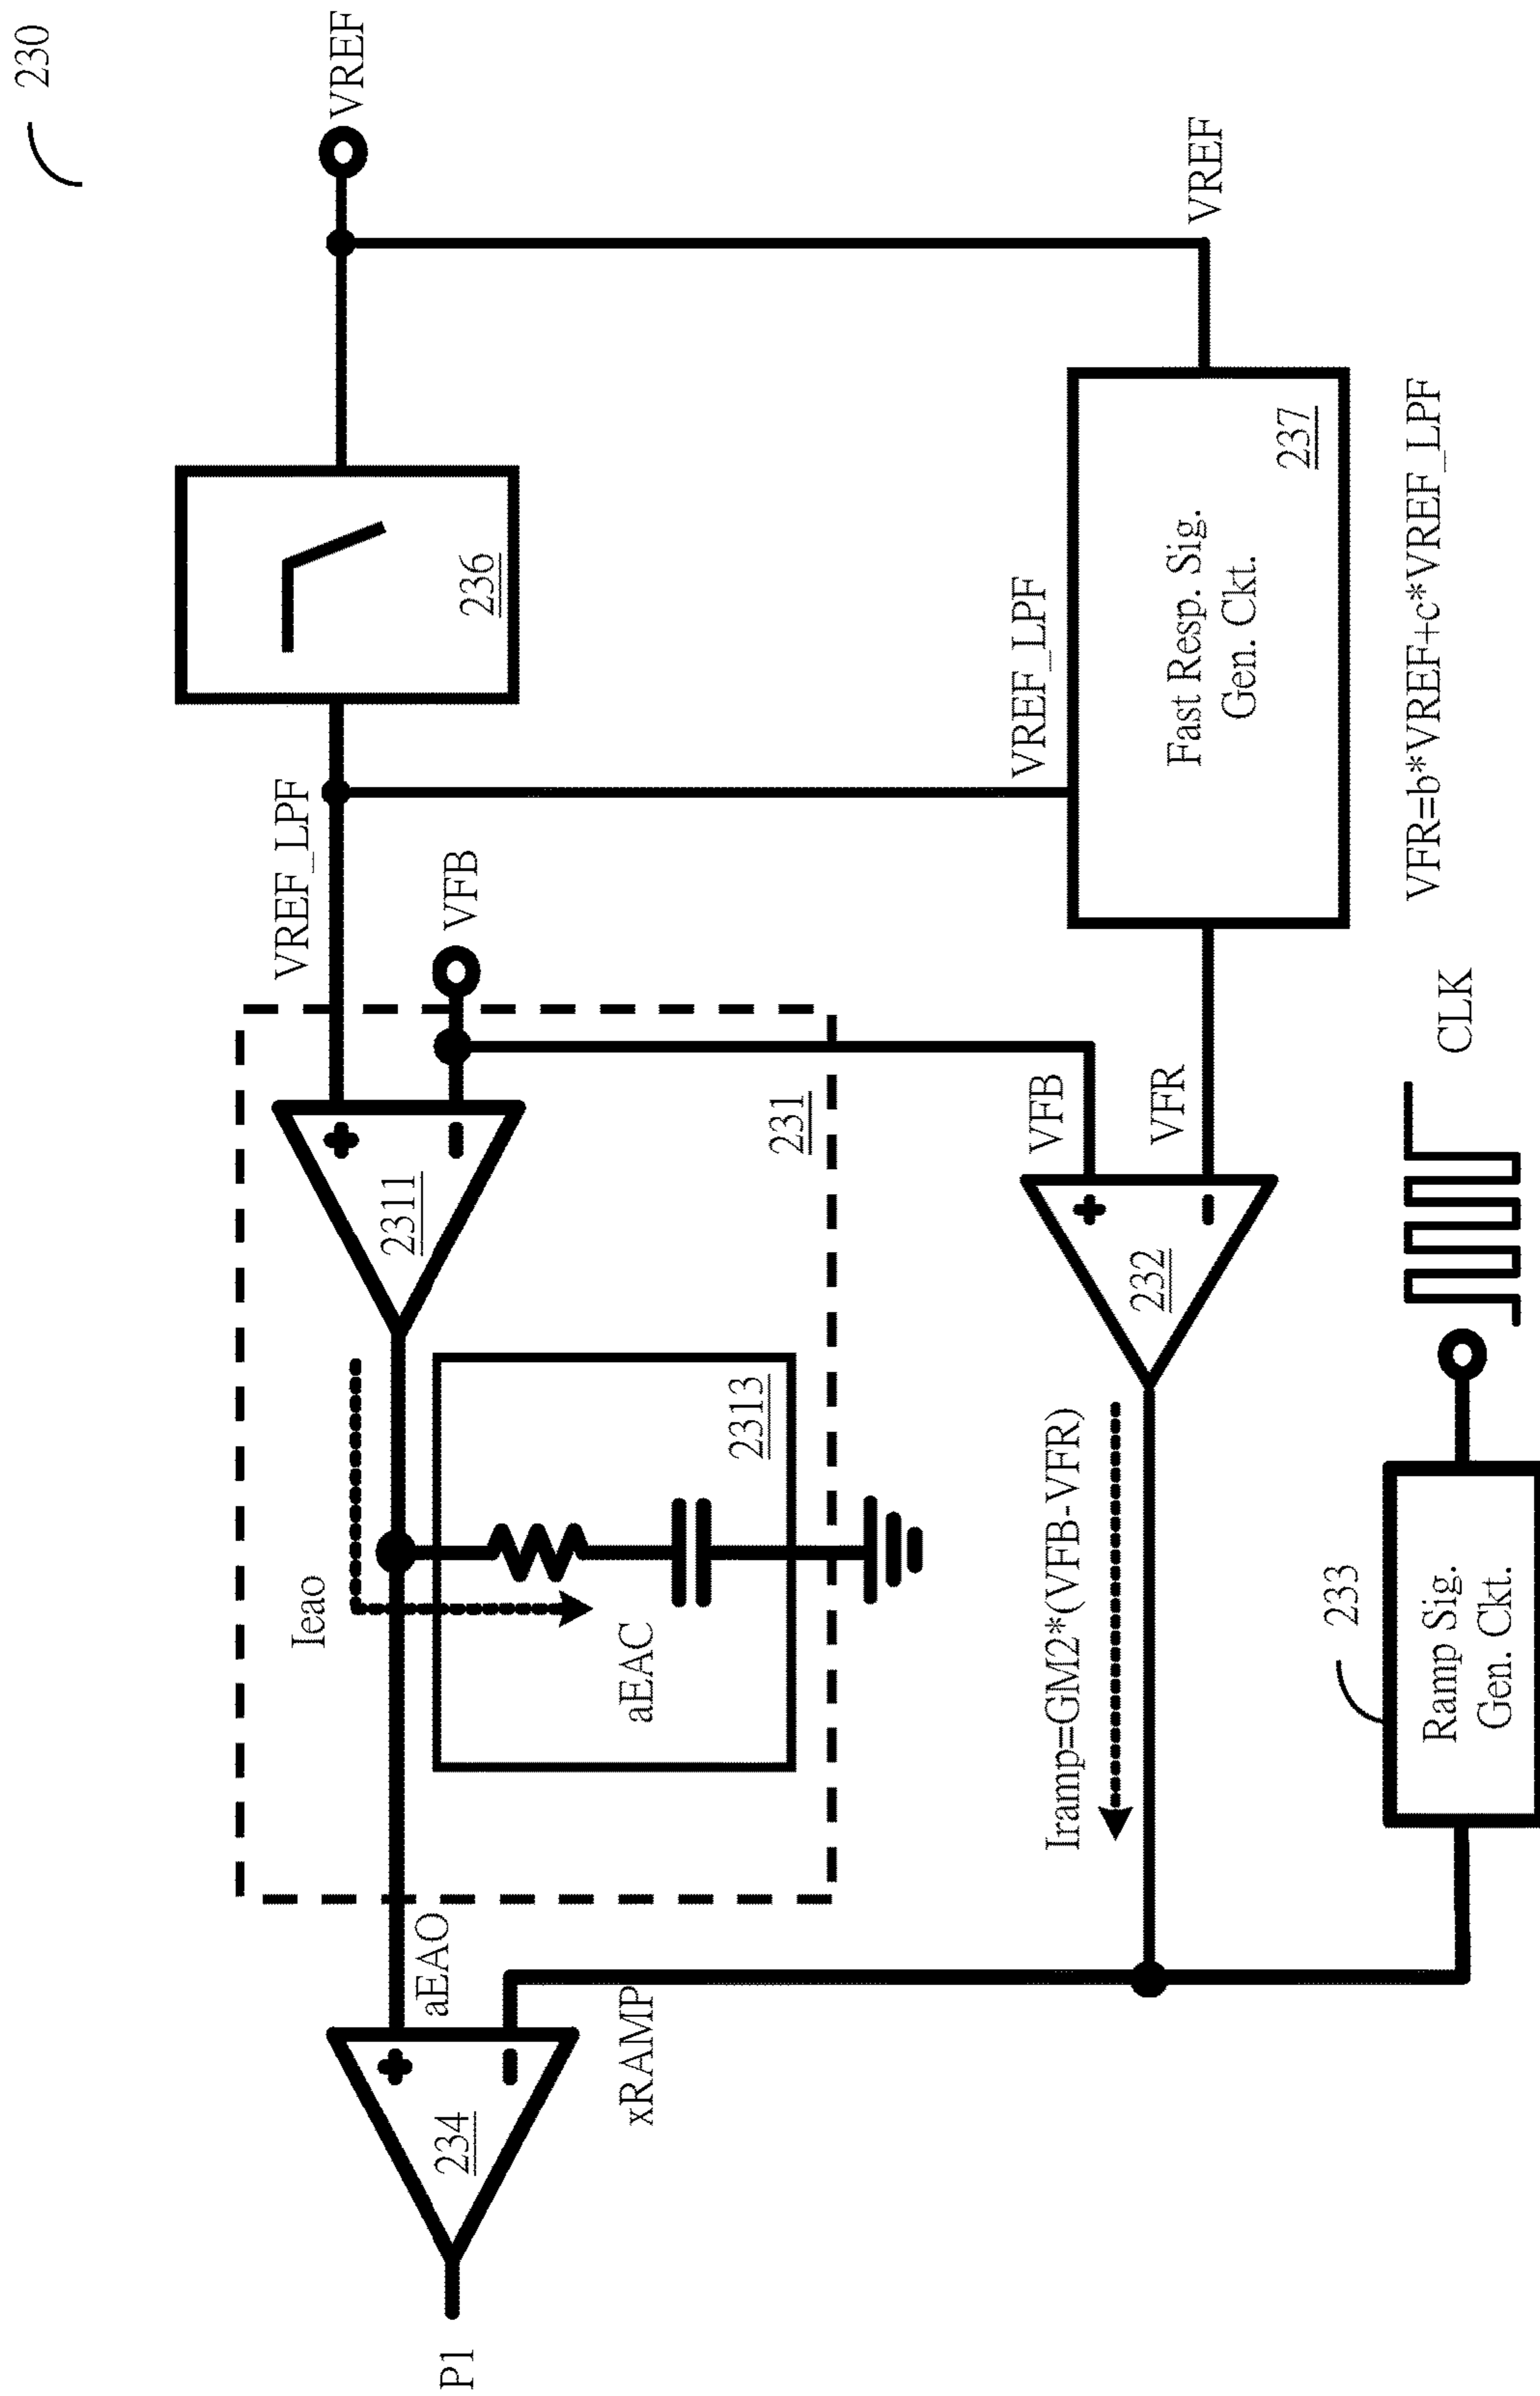 230
VREF
VREF
236
VREF_LPF
VREF_LPF
Fast Resp. Sig.
Gen. Ckt.
237
VFR=b*VREF+c*VREF_LPF
VFB
2311
231
VFB
VFR
232
CLK
Ieao
aEAC
2313
Iramp=GM2*(VFB-VFR)
233
Ramp Sig.
Gen. Ckt.
aEAO
xRAMP
234
P1